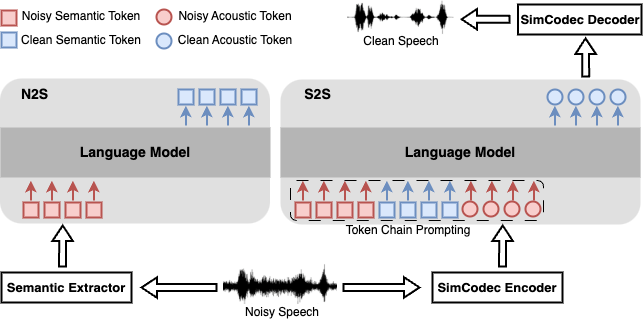 Noisy Semantic Token
Noisy Acoustic Token
Clean Semantic Token
Clean Acoustic Token
Clean Speech
SimCodec Decoder
N2S
S2S
Language Model
Language Model
Token Chain Prompting
Semantic Extractor
Noisy Speech
SimCodec Encoder